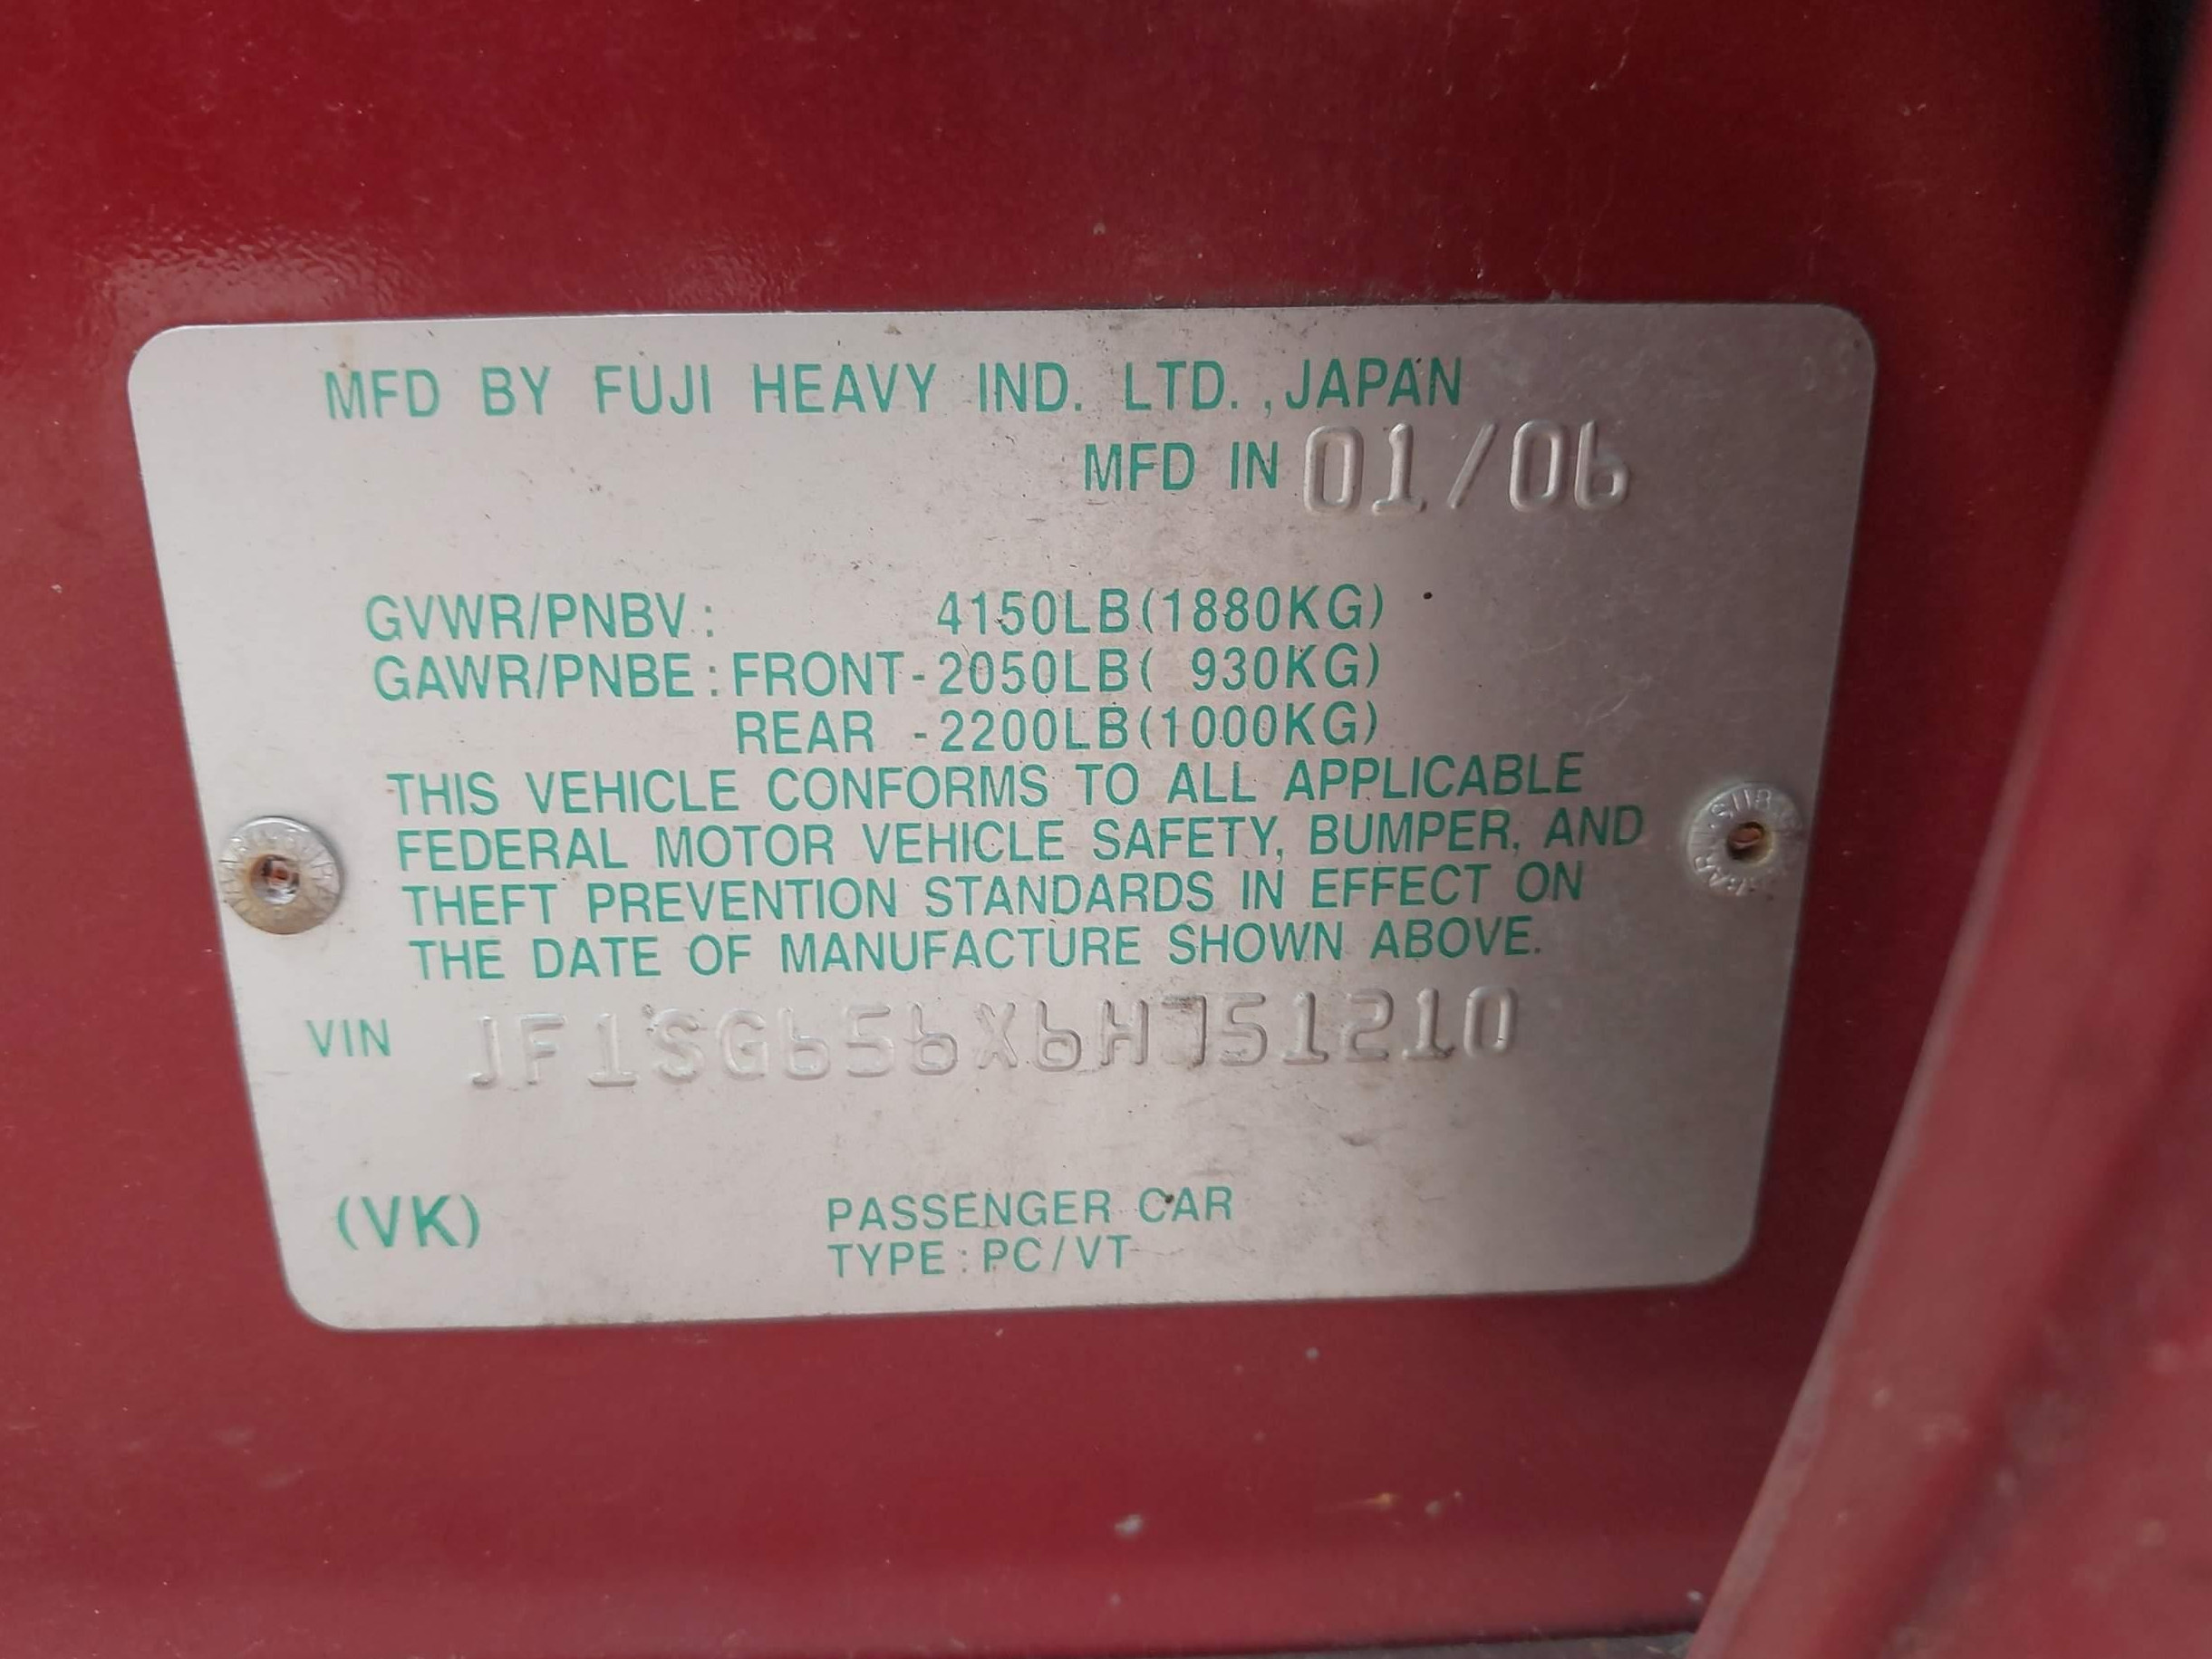 MFD BY FUJI HEAVY IND. LTD.,JAPAN
MFD IN 01/06
GVWR/PNBV: 4150LB(1880KG)
GAWR/PNBE:FRONT-2050LB( 930KG)
REAR -2200LB(1000KG)
THIS VEHICLE CONFORMS TO ALL APPLICABLE
FEDERAL MOTOR VEHICLE SAFETY, BUMPER, AND
THEFT PREVENTION STANDARDS IN EFFECT ON
THE DATE OF MANUFACTURE SHOWN ABOVE.
VIN JF1SG656X6H751210
(VK) PASSENGER CAR
TYPE:PC/VT